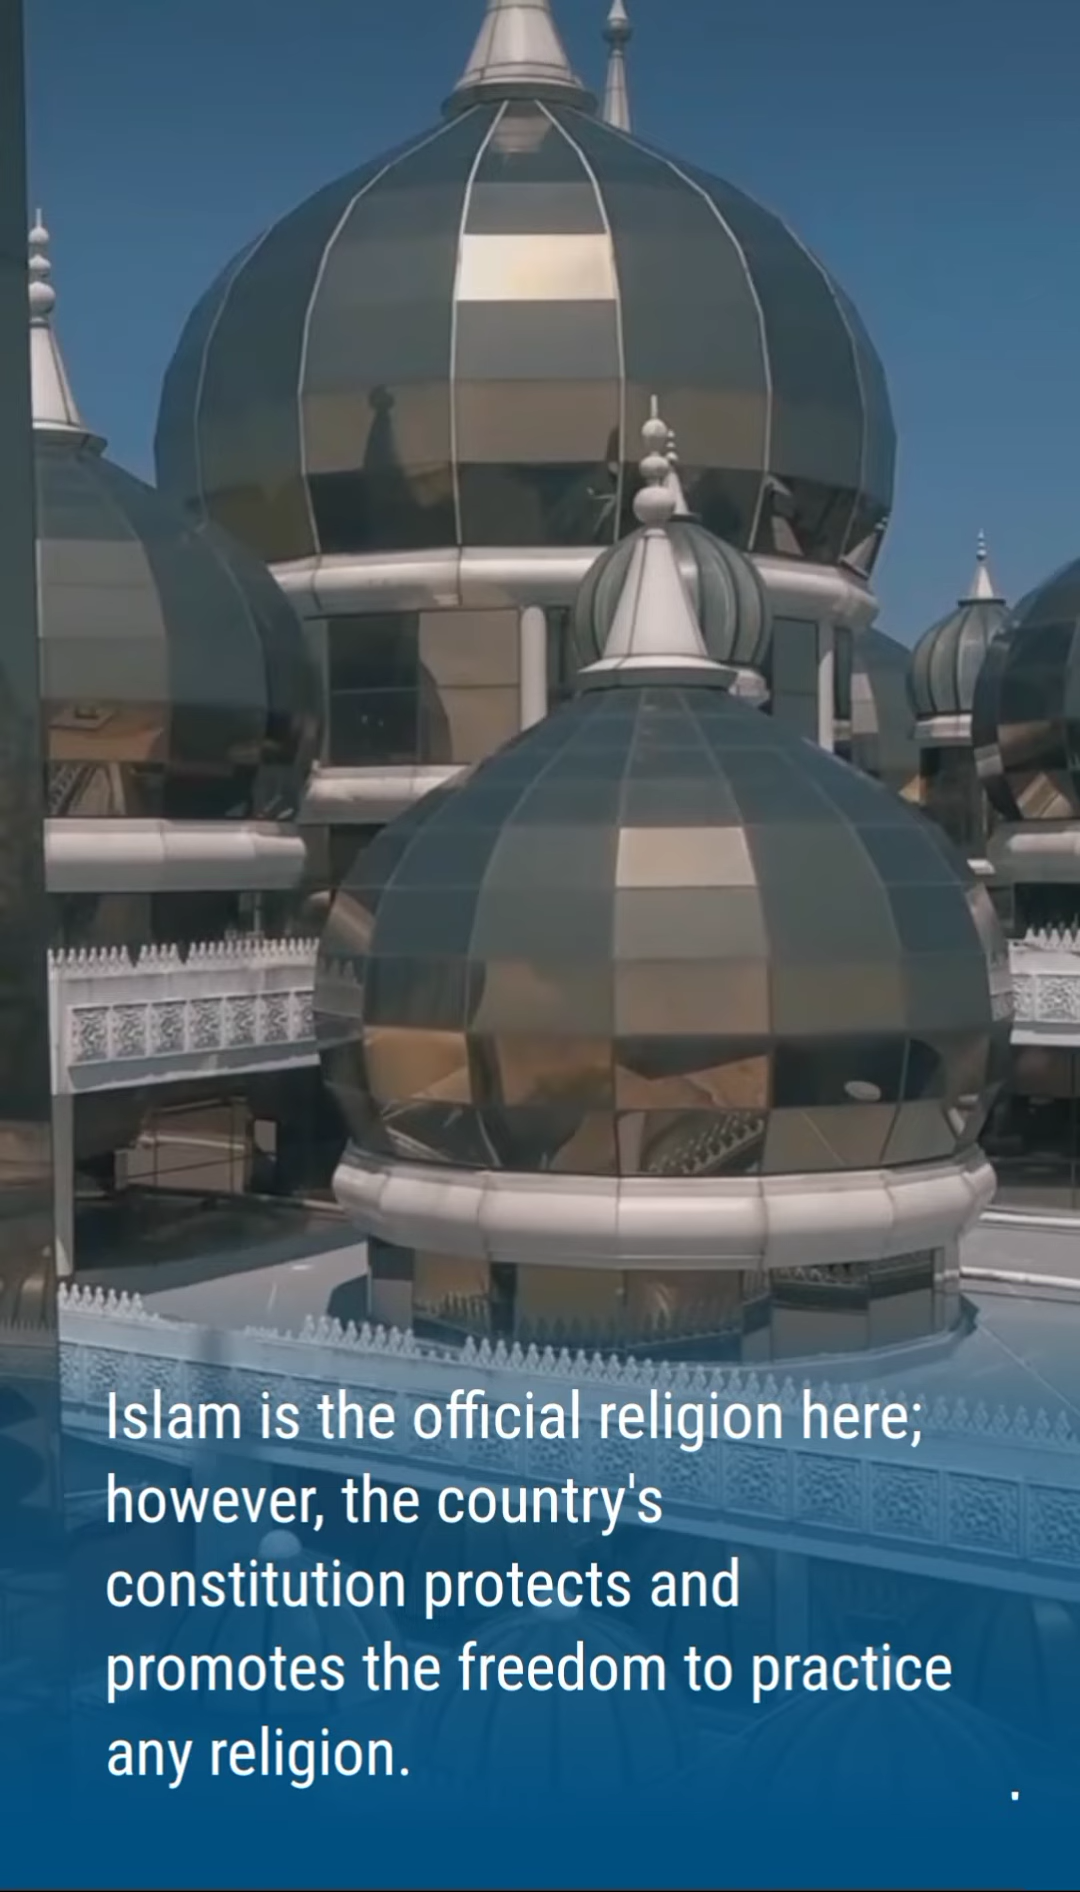 Islam is the official religion here;
however, the country's
constitution protects and
promotes the freedom to practice
any religion.